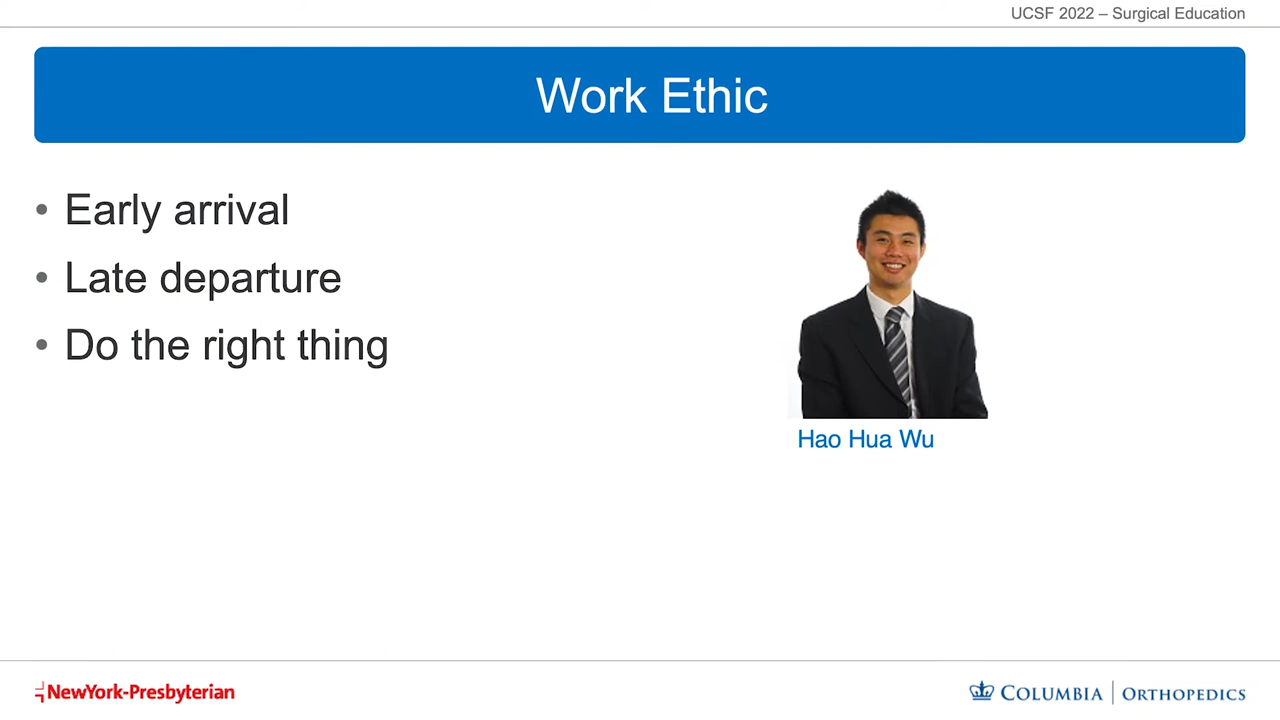 UCSF 2022 – Surgical Education
Work Ethic
• Early arrival
• Late departure
• Do the right thing
Hao Hua Wu
NewYork-Presbyterian
COLUMBIA | ORTHOPEDICS